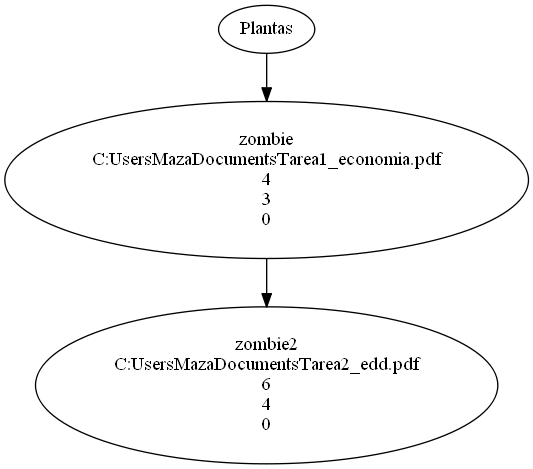 Plantas
zombie
C:UsersMazaDocumentsTarea1_economia.pdf
4
3
0
zombie2
C:UsersMazaDocumentsTarea2_edd.pdf
6
4
0